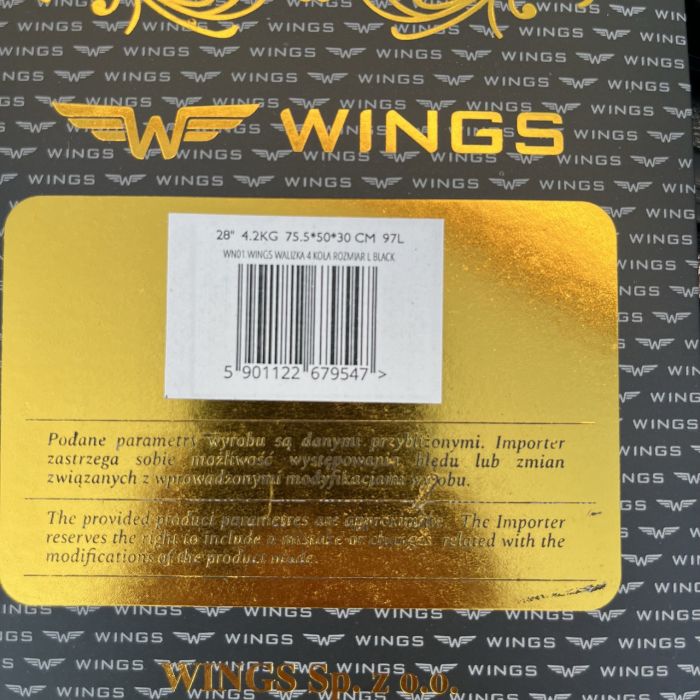 WINGS
28" 4.2KG 75.5*50*30 CM 97L
WN01 WINGS WALIZKA 4 KOŁA ROZMIAR L BLACK
5 901122 679547 >
Podane parametry wyrobu są danymi przybliżonymi. Importer
zastrzega sobie możliwość występowania błędu lub zmian
związanych z wprowadzonymi modyfikacjami wyrobu.
The provided product parametres are approximate. The Importer
reserves the right to include a mistake or changes related with the
modifications of the product made.
WINGS Sp. z o.o.